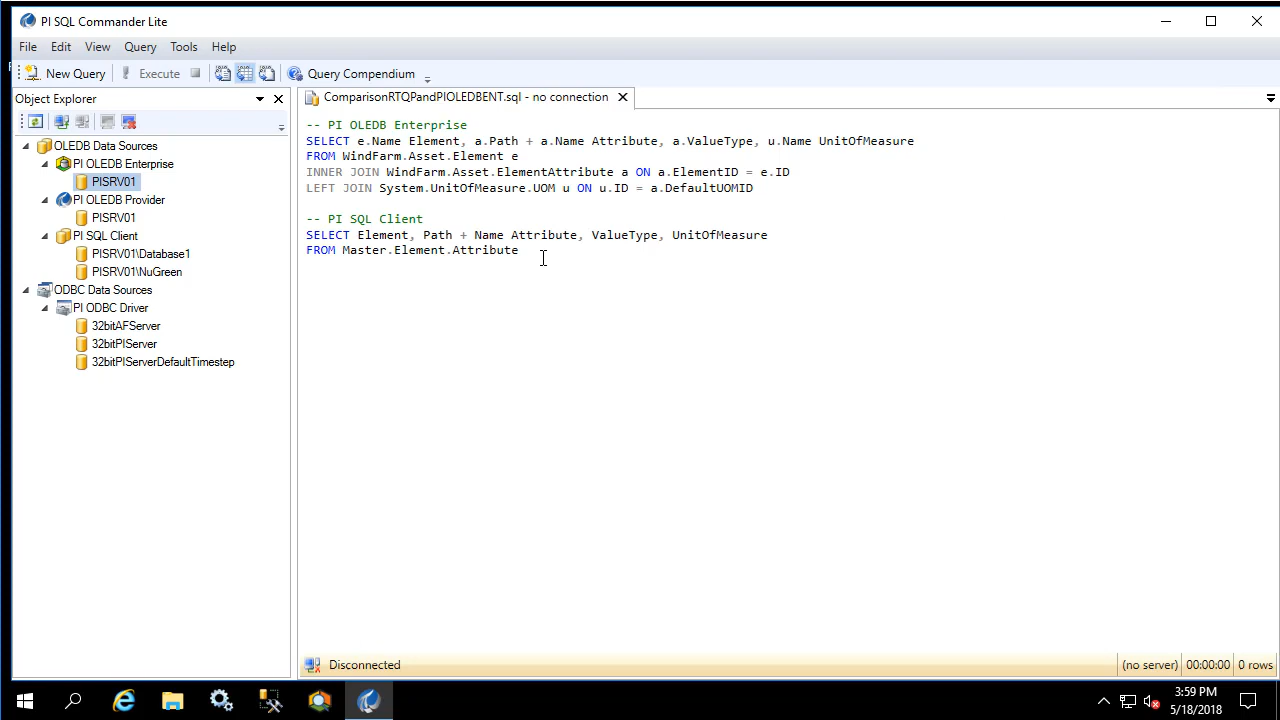 PI SQL Commander Lite
File Edit View Query Tools Help
New Query Execute Query Compendium
Object Explorer
ComparisonRTQPandPIOLEDBENT.sql - no connection
OLEDB Data Sources
PI OLEDB Enterprise
PISRV01
PI OLEDB Provider
PISRV01
PI SQL Client
PISRV01\Database1
PISRV01\NuGreen
ODBC Data Sources
PI ODBC Driver
32bitAFServer
32bitPIServer
32bitPIServerDefaultTimestep
-- PI OLEDB Enterprise
SELECT e.Name Element, a.Path + a.Name Attribute, a.ValueType, u.Name UnitOfMeasure
FROM WindFarm.Asset.Element e
INNER JOIN WindFarm.Asset.ElementAttribute a ON a.ElementID = e.ID
LEFT JOIN System.UnitOfMeasure.UOM u ON u.ID = a.DefaultUOMID
-- PI SQL Client
SELECT Element, Path + Name Attribute, ValueType, UnitOfMeasure
FROM Master.Element.Attribute
Disconnected (no server) 00:00:00 0 rows
3:59 PM
5/18/2018